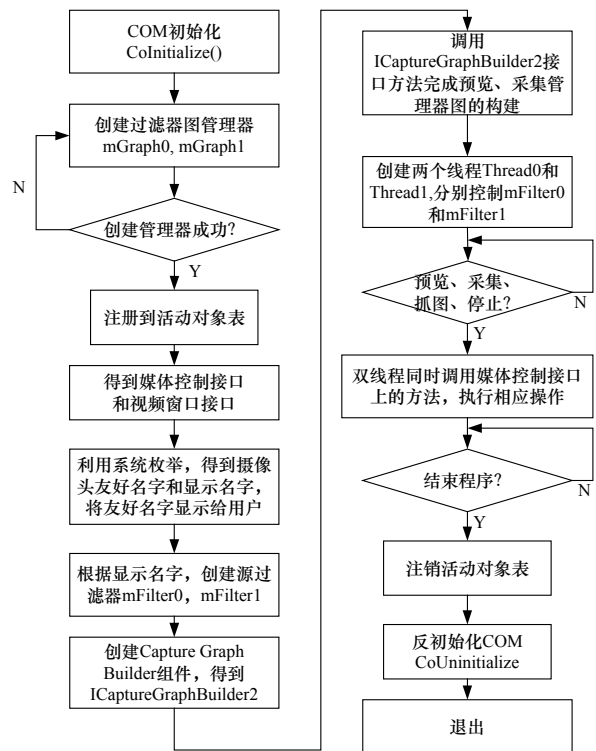 COM初始化
CoInitialize()
创建过滤器图管理器
mGraph0, mGraph1
N
创建管理器成功?
Y
注册到活动对象表
得到媒体控制接口
和视频窗口接口
利用系统枚举，得到摄像
头友好名字和显示名字，
将友好名字显示给用户
根据显示名字，创建源过
滤器mFilter0，mFilter1
创建Capture Graph
Builder组件，得到
ICaptureGraphBuilder2
调用
ICaptureGraphBuilder2接
口方法完成预览、采集管
理器图的构建
创建两个线程Thread0和
Thread1,分别控制mFilter0
和mFilter1
预览、采集、
抓图、停止?
N
Y
双线程同时调用媒体控制接口
上的方法，执行相应操作
结束程序?
N
Y
注销活动对象表
反初始化COM
CoUninitialize
退出